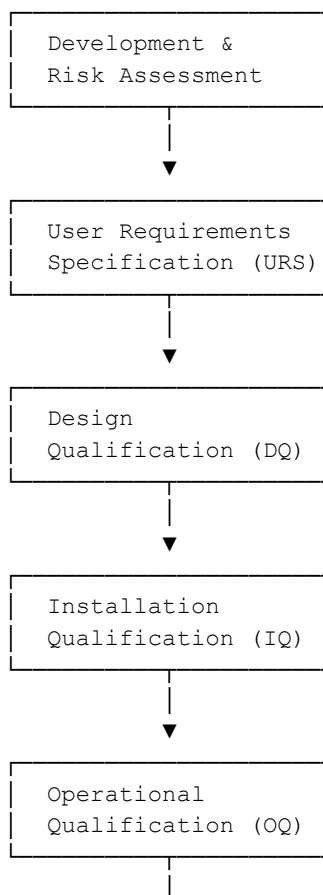 Development &
Risk Assessment
User Requirements
Specification (URS)
Design
Qualification (DQ)
Installation
Qualification (IQ)
Operational
Qualification (OQ)